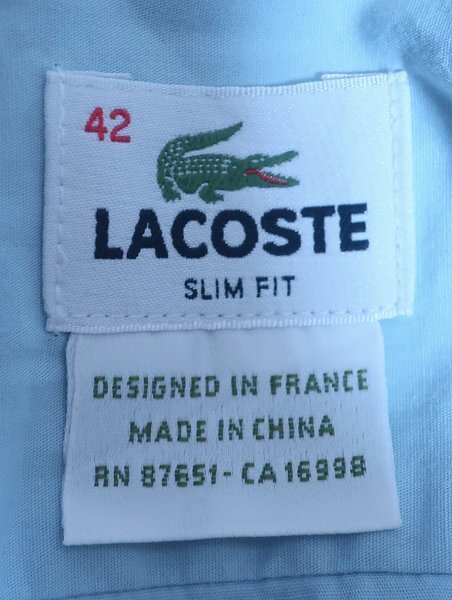 42
LACOSTE
SLIM FIT
DESIGNED IN FRANCE
MADE IN CHINA
RN 87651 - CA 16998